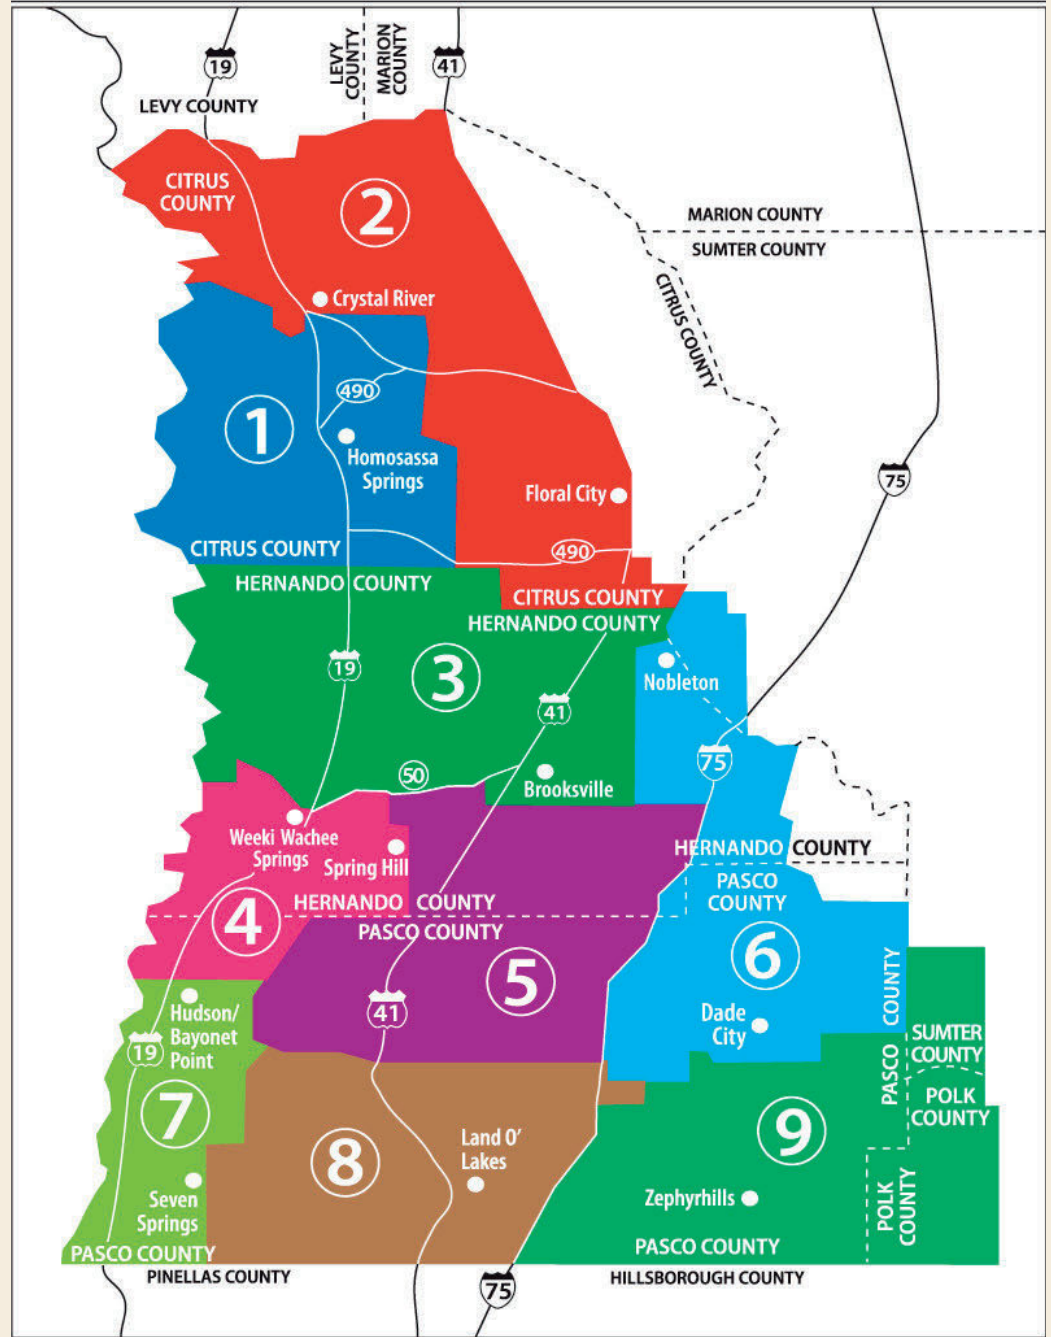 19
LEVY
COUNTY
MARION
COUNTY
41
LEVY COUNTY
CITRUS
COUNTY
2
MARION COUNTY
SUMTER COUNTY
CITRUS COUNTY
Crystal River
490
1
Homosassa
Springs
75
Floral City
490
CITRUS COUNTY
HERNANDO COUNTY
CITRUS COUNTY
HERNANDO COUNTY
19
3
Nobleton
41
75
50
Brooksville
Weeki Wachee
Springs
Spring Hill
HERNANDO COUNTY
PASCO
COUNTY
HERNANDO COUNTY
4
PASCO COUNTY
5
6
PASCO COUNTY
Hudson/
Bayonet
Point
41
Dade
City
19
SUMTER
COUNTY
POLK
COUNTY
7
8
Land O’
Lakes
9
Seven
Springs
Zephyrhills
POLK
COUNTY
PASCO COUNTY
PASCO COUNTY
PINELLAS COUNTY
75
HILLSBOROUGH COUNTY